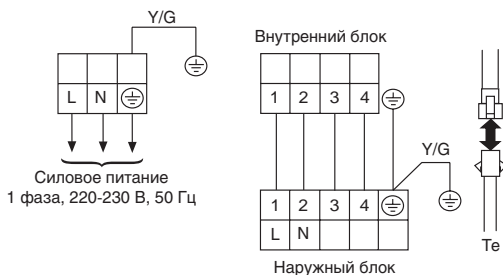 Y/G
L N
Силовое питание
1 фаза, 220-230 В, 50 Гц
Внутренний блок
1 2 3 4
Y/G
1 2 3 4
L N
Наружный блок
Te